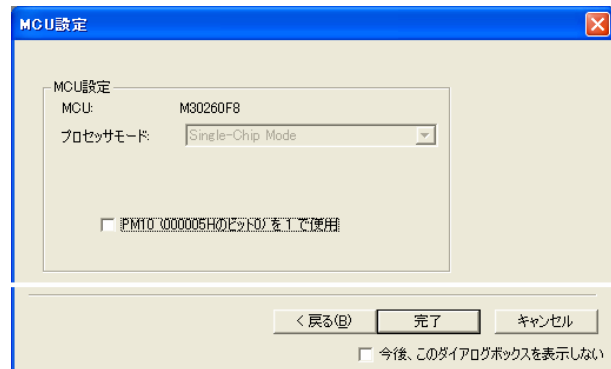 MCU設定
MCU設定
MCU: M30260F8
プロセッサモード: Single-Chip Mode
PM10 (000005Hのビット0) を 1 で使用
< 戻る(B) 完了 キャンセル
今後、このダイアログボックスを表示しない